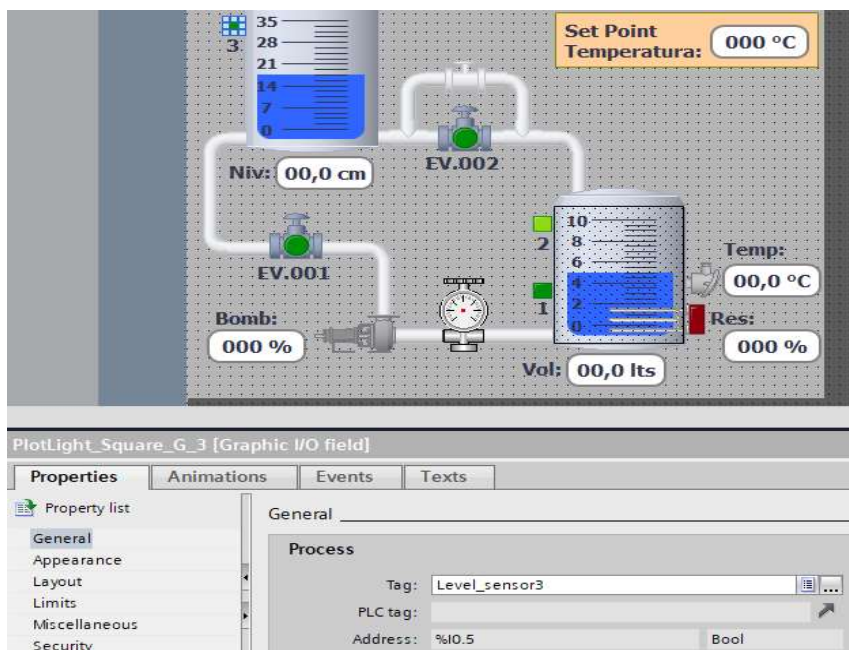 35
3
28
21
14
7
0
Set Point
Temperatura:
000 ºC
Niv: 00,0 cm
EV.002
EV.001
2
1
10
8
6
4
2
0
Temp:
00,0 ºC
Bomb:
000 %
Res:
000 %
Vol: 00,0 lts
PlotLight_Square_G_3 [Graphic I/O field]
Properties Animations Events Texts
Property list
General
Appearance
Layout
Limits
Miscellaneous
Security
General
Process
Tag: Level_sensor3
PLC tag:
Address: %I0.5 Bool